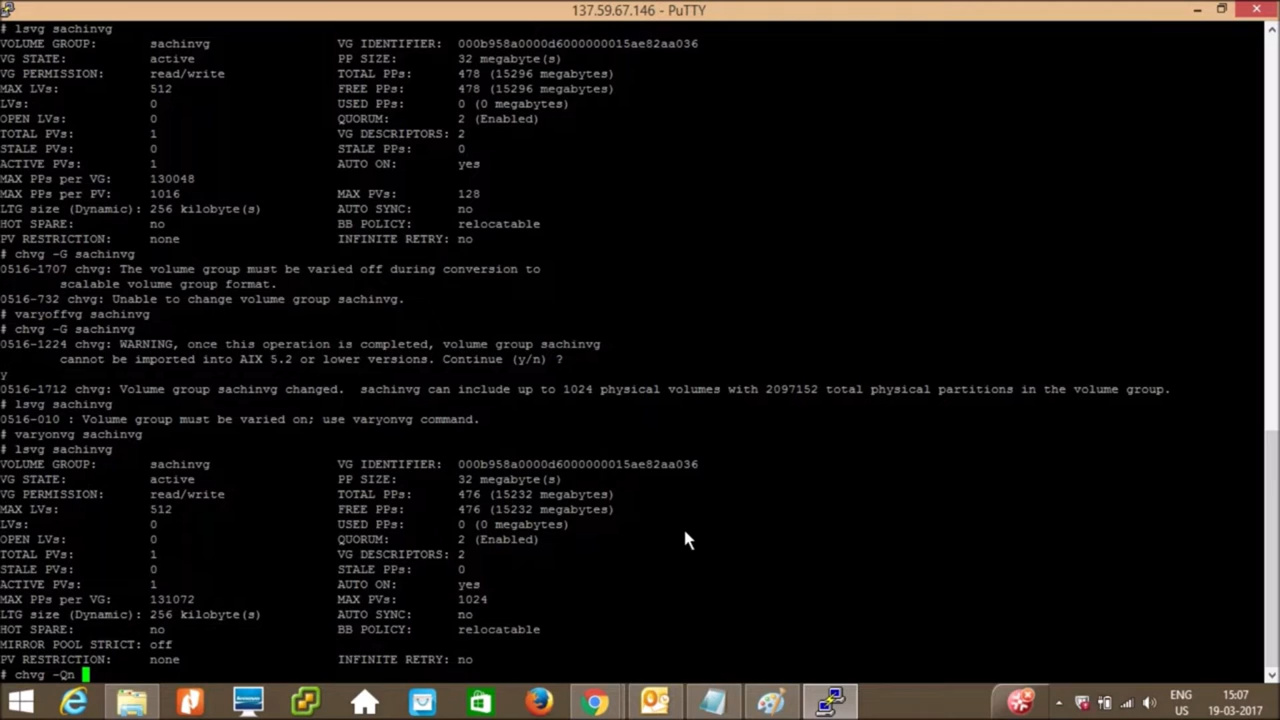 137.59.67.146 - PuTTY
# lsvg sachinvg
VOLUME GROUP: sachinvg VG IDENTIFIER: 000b958a0000d6000000015ae82aa036
VG STATE: active PP SIZE: 32 megabyte(s)
VG PERMISSION: read/write TOTAL PPs: 478 (15296 megabytes)
MAX LVs: 512 FREE PPs: 478 (15296 megabytes)
LVs: 0 USED PPs: 0 (0 megabytes)
OPEN LVs: 0 QUORUM: 2 (Enabled)
TOTAL PVs: 1 VG DESCRIPTORS: 2
STALE PVs: 0 STALE PPs: 0
ACTIVE PVs: 1 AUTO ON: yes
MAX PPs per VG: 130048
MAX PPs per PV: 1016 MAX PVs: 128
LTG size (Dynamic): 256 kilobyte(s) AUTO SYNC: no
HOT SPARE: no BB POLICY: relocatable
PV RESTRICTION: none INFINITE RETRY: no
# chvg -G sachinvg
0516-1707 chvg: The volume group must be varied off during conversion to
scalable volume group format.
0516-732 chvg: Unable to change volume group sachinvg.
# varyoffvg sachinvg
# chvg -G sachinvg
0516-1224 chvg: WARNING, once this operation is completed, volume group sachinvg
cannot be imported into AIX 5.2 or lower versions. Continue (y/n) ?
y
0516-1712 chvg: Volume group sachinvg changed. sachinvg can include up to 1024 physical volumes with 2097152 total physical partitions in the volume group.
# lsvg sachinvg
0516-010 : Volume group must be varied on; use varyonvg command.
# varyonvg sachinvg
# lsvg sachinvg
VOLUME GROUP: sachinvg VG IDENTIFIER: 000b958a0000d6000000015ae82aa036
VG STATE: active PP SIZE: 32 megabyte(s)
VG PERMISSION: read/write TOTAL PPs: 476 (15232 megabytes)
MAX LVs: 512 FREE PPs: 476 (15232 megabytes)
LVs: 0 USED PPs: 0 (0 megabytes)
OPEN LVs: 0 QUORUM: 2 (Enabled)
TOTAL PVs: 1 VG DESCRIPTORS: 2
STALE PVs: 0 STALE PPs: 0
ACTIVE PVs: 1 AUTO ON: yes
MAX PPs per VG: 131072 MAX PVs: 1024
LTG size (Dynamic): 256 kilobyte(s) AUTO SYNC: no
HOT SPARE: no BB POLICY: relocatable
MIRROR POOL STRICT: off
PV RESTRICTION: none INFINITE RETRY: no
# chvg -Qn
ENG 15:07
US 19-03-2017